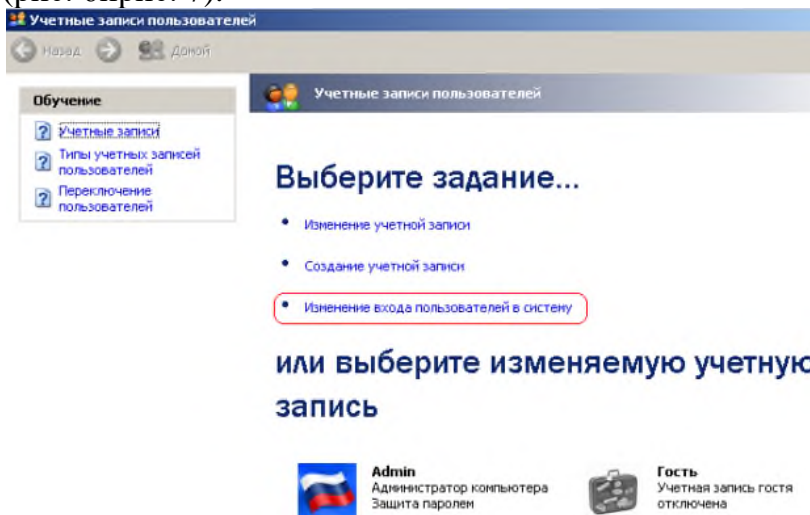 Учетные записи пользователей
Назад
Домой
Обучение
Учетные записи
Типы учетных записей
пользователей
Переключение
пользователей
Учетные записи пользователей
Выберите задание...
• Изменение учетной записи
• Создание учетной записи
• Изменение входа пользователей в систему
или выберите изменяемую учетную
запись
Admin
Администратор компьютера
Защита паролем
Гость
Учетная запись гостя
отключена